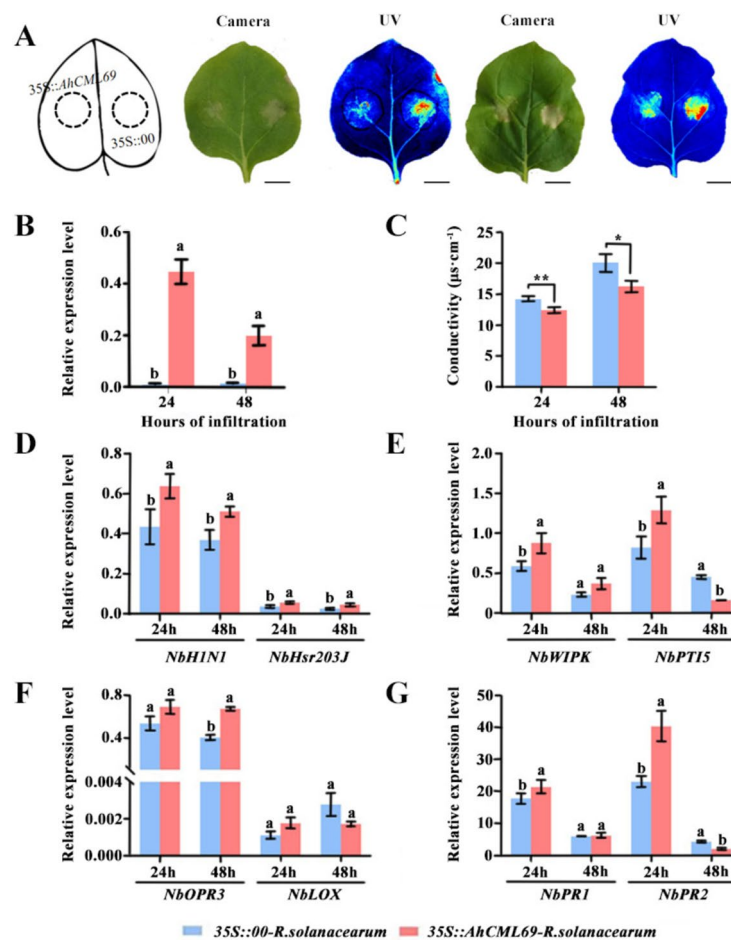 A
Camera
UV
Camera
UV
35S::AhCML69
35S::00
B
Relative expression level
0.6
0.4
0.2
0.0
b
a
b
a
24
48
Hours of infiltration
C
Conductivity (μs·cm⁻¹)
25
20
15
10
5
0
**
*
24
48
Hours of infiltration
D
Relative expression level
0.8
0.6
0.4
0.2
0.0
b
a
b
a
b
a
b
a
24h
48h
24h
48h
NbH1N1
NbHsr203J
E
Relative expression level
2.0
1.5
1.0
0.5
0
b
a
a
a
b
a
a
b
24h
48h
24h
48h
NbWIPK
NbPTI5
F
Relative expression level
0.8
0.4
0.004
0.002
0.000
a
a
b
a
a
a
a
a
24h
48h
24h
48h
NbOPR3
NbLOX
G
Relative expression level
50
40
30
20
10
0
b
a
a
a
b
a
a
b
24h
48h
24h
48h
NbPR1
NbPR2
35S::00-R.solanacearum
35S::AhCML69-R.solanacearum